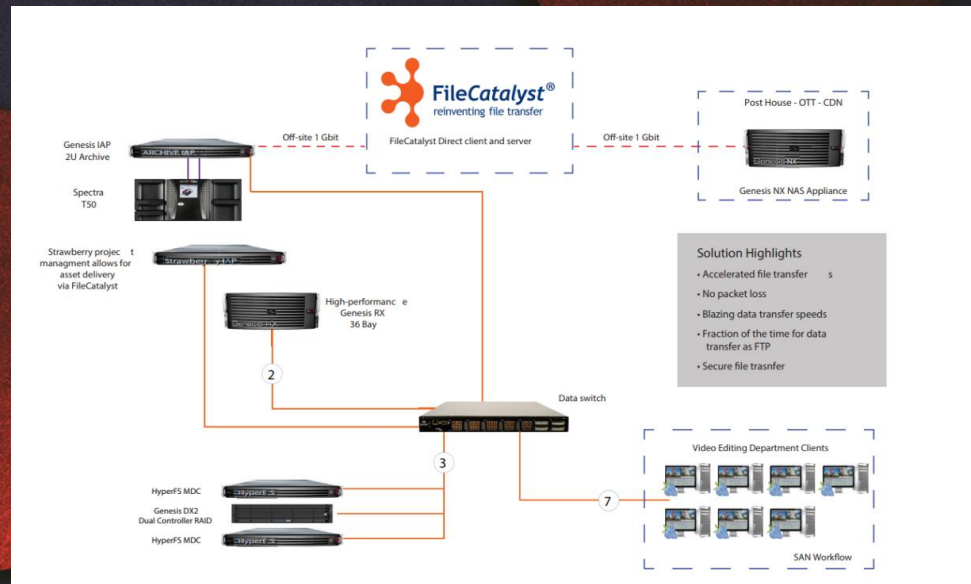 FileCatalyst®
reinventing file transfer
FileCatalyst Direct client and server
Off-site 1 Gbit
Off-site 1 Gbit
Post House - OTT - CDN
Genesis NX
Genesis NX NAS Appliance
Genesis IAP
2U Archive
ARCHIVE IAP
Spectra
T50
Strawberry projec t
managment allows for
asset delivery
via FileCatalyst
High-performanc e
Genesis RX
36 Bay
Solution Highlights
• Accelerated file transfer s
• No packet loss
• Blazing data transfer speeds
• Fraction of the time for data
transfer as FTP
• Secure file trasnfer
2
Data switch
3
HyperFS MDC
HyperFS
Genesis DX2
Dual Controller RAID
HyperFS MDC
HyperFS
7
Video Editing Department Clients
SAN Workflow